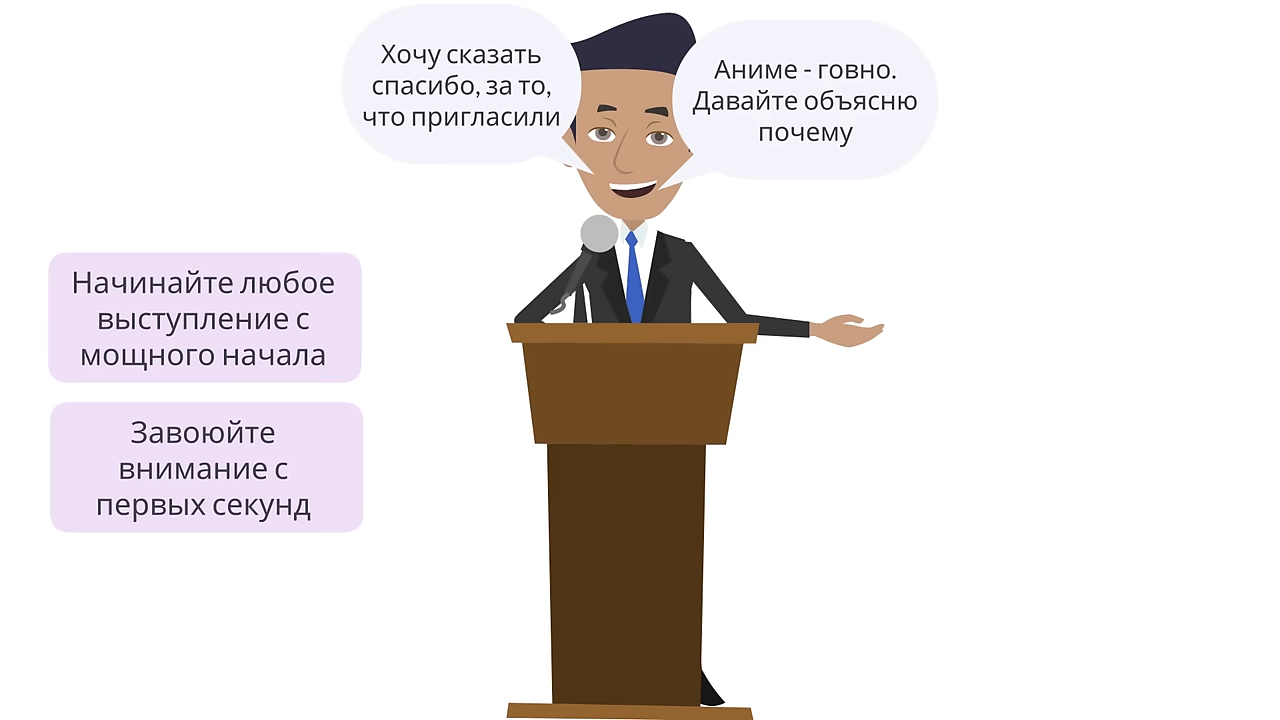 Хочу сказать
спасибо, за то,
что пригласили
Аниме - говно.
Давайте объясню
почему
Начинайте любое
выступление с
мощного начала
Завоюйте
внимание с
первых секунд